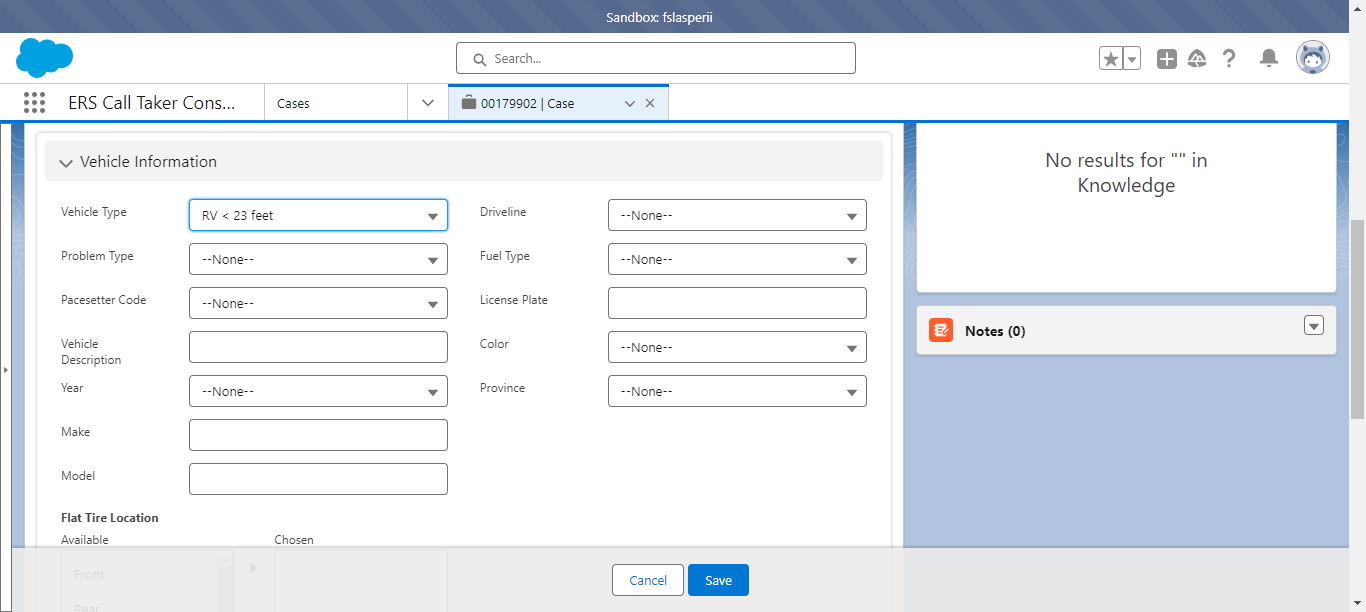 Sandbox: fslasperii
Search...
ERS Call Taker Cons...
Cases
00179902 | Case
Vehicle Information
Vehicle Type
RV < 23 feet
Driveline
--None--
Problem Type
--None--
Fuel Type
--None--
Pacesetter Code
--None--
License Plate
Vehicle
Description
Color
--None--
Year
--None--
Province
--None--
Make
Model
Flat Tire Location
Available
Chosen
Front
Rear
Cancel
Save
No results for "" in
Knowledge
Notes (0)